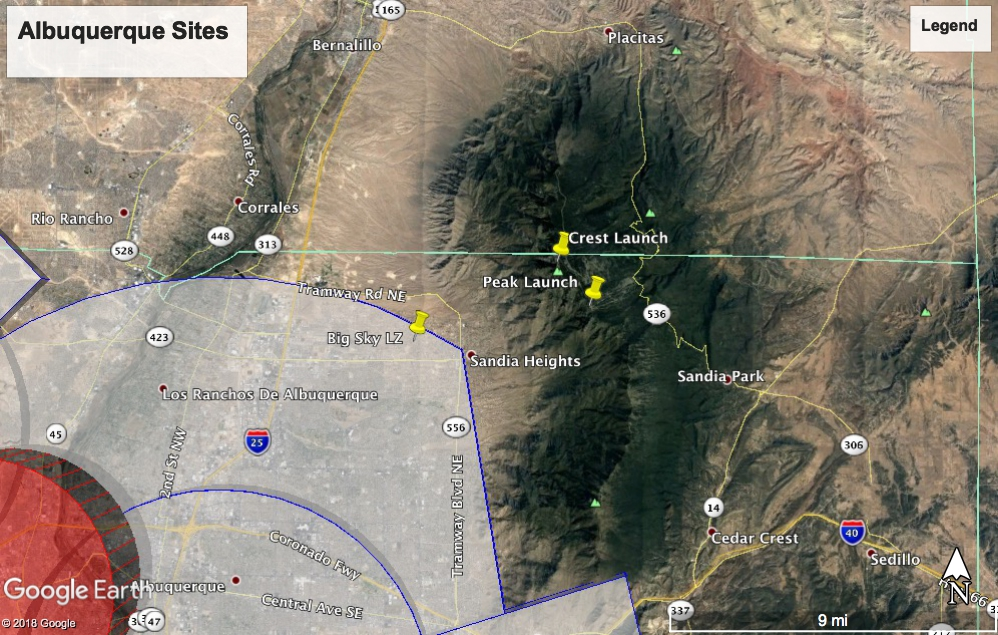 Albuquerque Sites
165
Legend
Bernalillo
Placitas
Corrales Rd
Rio Rancho
Corrales
448
313
528
Crest Launch
Peak Launch
Tramway Rd NE
536
423
Big Sky LZ
Sandia Heights
Sandia Park
Los Ranchos De Albuquerque
45
25
556
306
2nd St NW
Tramway Blvd NE
14
Coronado Fwy
Cedar Crest
40
Sedillo
Google Earth
Albuquerque
Central Ave SE
N
66
337
9 mi
47
© 2018 Google